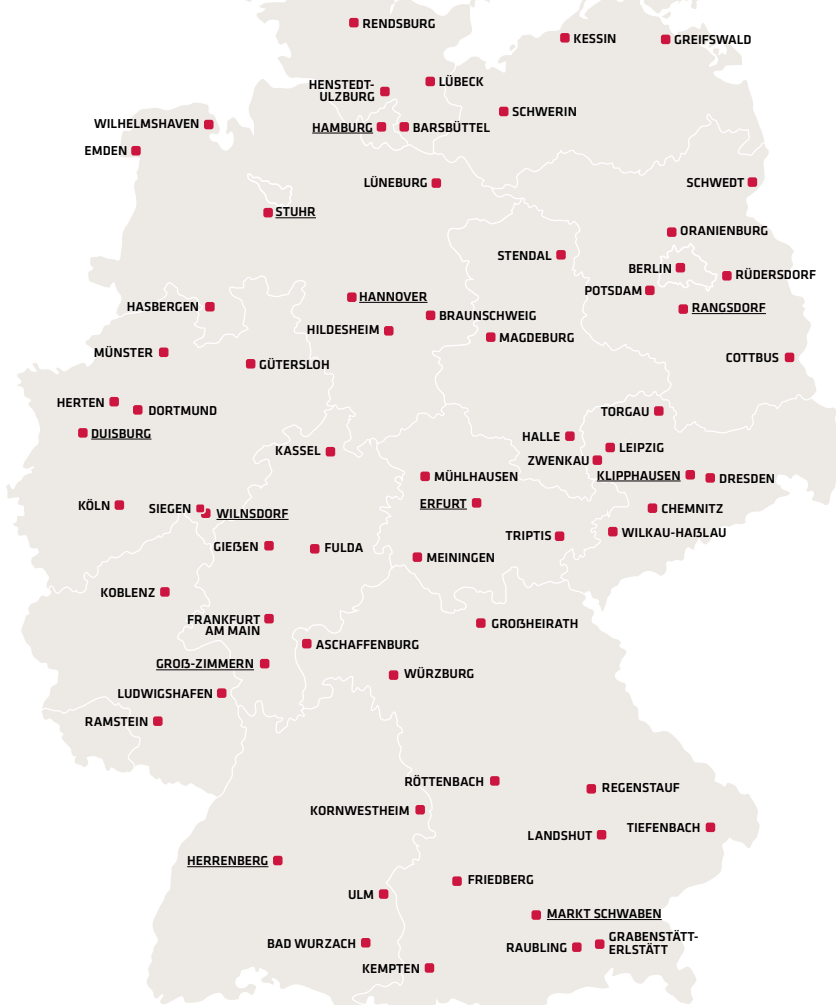 RENDSBURG
KESSIN
GREIFSWALD
HENSTEDT-
ULZBURG
LÜBECK
SCHWERIN
WILHELMSHAVEN
HAMBURG
BARSBÜTTEL
EMDEN
LÜNEBURG
SCHWEDT
STUHR
ORANIENBURG
STENDAL
BERLIN
RÜDERSDORF
POTSDAM
HANNOVER
HASBERGEN
RANGSDORF
BRAUNSCHWEIG
HILDESHEIM
MAGDEBURG
MÜNSTER
COTTBUS
GÜTERSLOH
HERTEN
DORTMUND
TORGAU
DUISBURG
HALLE
LEIPZIG
KASSEL
ZWENKAU
MÜHLHAUSEN
KLIPPHAUSEN
DRESDEN
ERFURT
KÖLN
SIEGEN
WILNSDORF
CHEMNITZ
TRIPTIS
WILKAU-HAẞLAU
GIEẞEN
FULDA
MEININGEN
KOBLENZ
FRANKFURT
AM MAIN
GROẞHEIRATH
ASCHAFFENBURG
GROẞ-ZIMMERN
WÜRZBURG
LUDWIGSHAFEN
RAMSTEIN
RÖTTENBACH
REGENSTAUF
KORNWESTHEIM
TIEFENBACH
LANDSHUT
HERRENBERG
FRIEDBERG
ULM
MARKT SCHWABEN
BAD WURZACH
RAUBLING
GRABENSTÄTT-
ERLSTÄTT
KEMPTEN